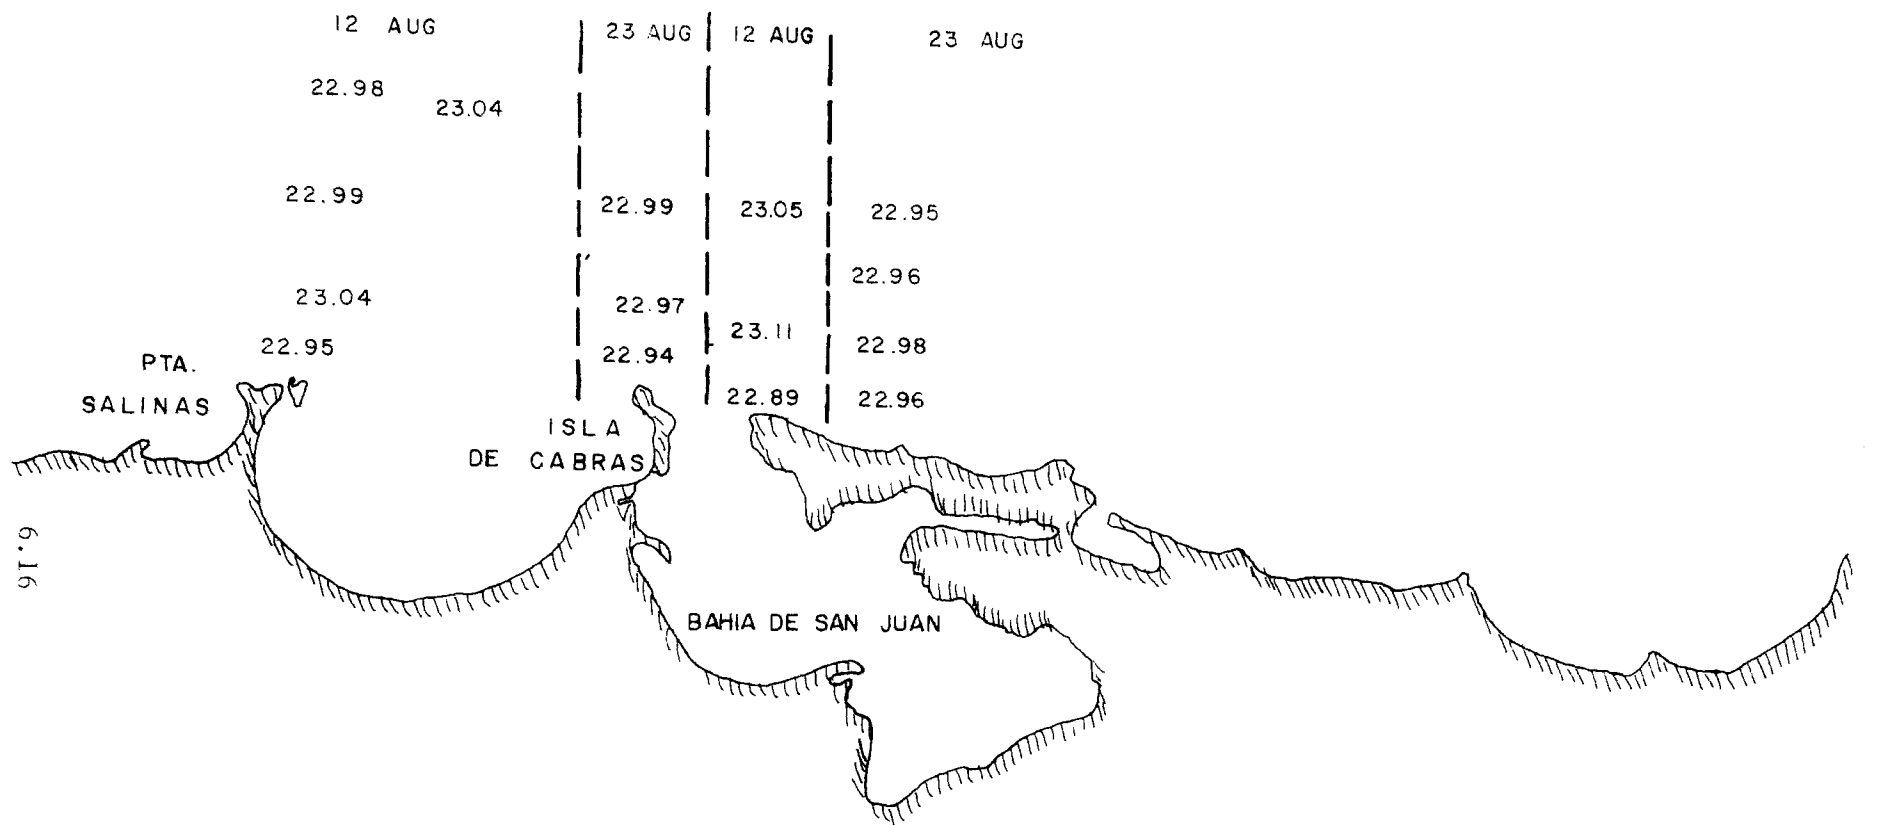 12 AUG
23 AUG
12 AUG
23 AUG
22.98
23.04
22.99
22.99
23.05
22.95
22.96
23.04
22.97
23.11
22.95
22.94
22.98
PTA.
SALINAS
22.89
22.96
ISLA
DE CABRAS
6.16
BAHIA DE SAN JUAN